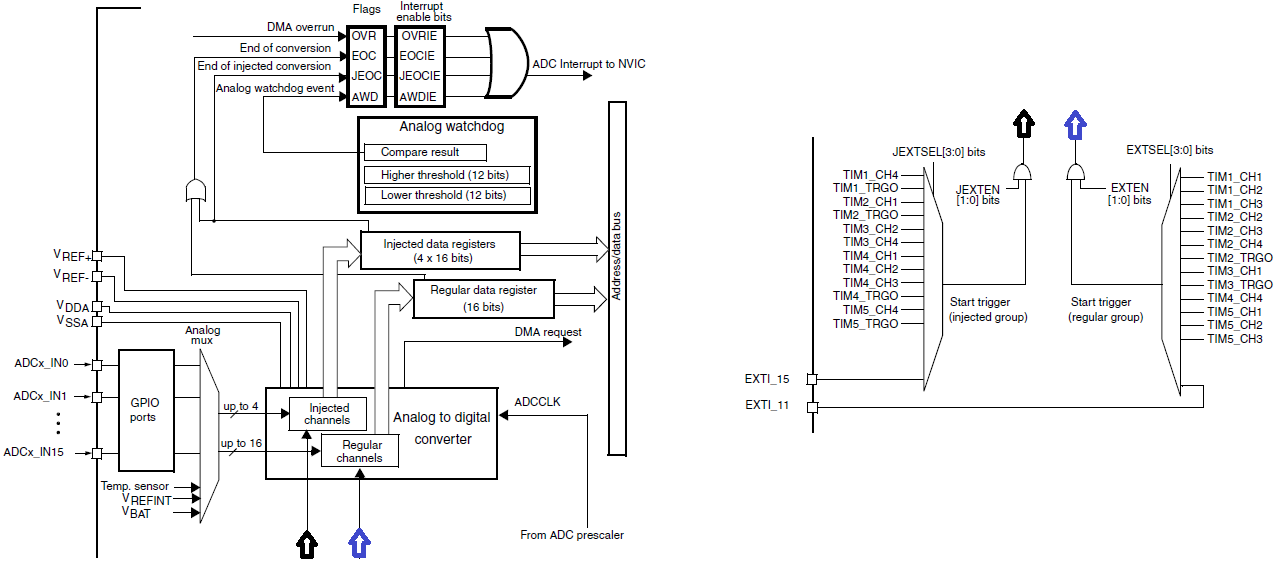 Flags
Interrupt
enable bits
DMA overrun
OVR
OVRIE
End of conversion
EOC
EOCIE
End of injected conversion
JEOC
JEOCIE
ADC Interrupt to NVIC
Analog watchdog event
AWD
AWDIE
Analog watchdog
Compare result
Higher threshold (12 bits)
Lower threshold (12 bits)
Address/data bus
Injected data registers
(4 x 16 bits)
Regular data register
(16 bits)
VREF+
VREF-
VDDA
VSSA
Analog
mux
DMA request
ADCx_IN0
ADCx_IN1
ADCx_IN15
GPIO
ports
up to 4
up to 16
Injected
channels
Regular
channels
Analog to digital
converter
ADCCLK
Temp. sensor
VREFINT
VBAT
From ADC prescaler
JEXTSEL[3:0] bits
TIM1_CH4
TIM1_TRGO
TIM2_CH1
TIM2_TRGO
TIM3_CH2
TIM3_CH4
TIM4_CH1
TIM4_CH2
TIM4_CH3
TIM4_TRGO
TIM5_CH4
TIM5_TRGO
JEXTEN
[1:0] bits
Start trigger
(injected group)
EXTI_15
EXTI_11
EXTSEL[3:0] bits
EXTEN
[1:0] bits
Start trigger
(regular group)
TIM1_CH1
TIM1_CH2
TIM1_CH3
TIM2_CH2
TIM2_CH3
TIM2_CH4
TIM2_TRGO
TIM3_CH1
TIM3_TRGO
TIM4_CH4
TIM5_CH1
TIM5_CH2
TIM5_CH3